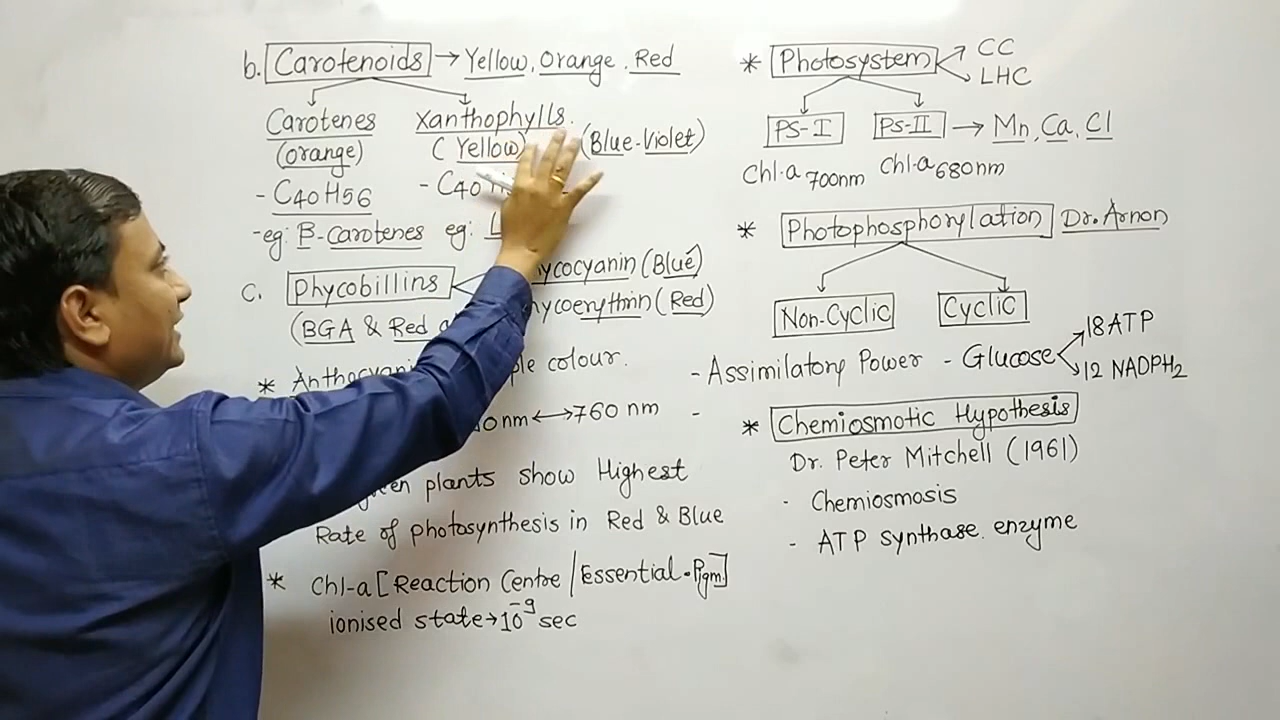 b. Carotenoids → Yellow, Orange, Red
Carotenes Xanthophylls.
(orange) (Yellow) (Blue-Violet)
- C40H56 - C40
- eg: B-carotenes eg:
c. Phycobillins ycocyanin (Blue)
ycoerythrin (Red)
(BGA & Red
* Anthocyani ple colour.
0nm ↔ 760 nm
plants show Highest
Rate of photosynthesis in Red & Blue
* Chl-a [Reaction Centre / Essential - Pgm.]
ionised state → 10⁻⁹ sec
* Photosystem CC
LHC
PS-I PS-II → Mn, Ca, Cl
Chl.a 700nm Chl.a 680nm
* Photophosphorylation Dr. Arnon
Non-Cyclic Cyclic
- Assimilatory Power - Glucose 18 ATP
12 NADPH2
-
* Chemiosmotic Hypothesis
Dr. Peter Mitchell (1961)
- Chemiosmosis
- ATP synthase enzyme